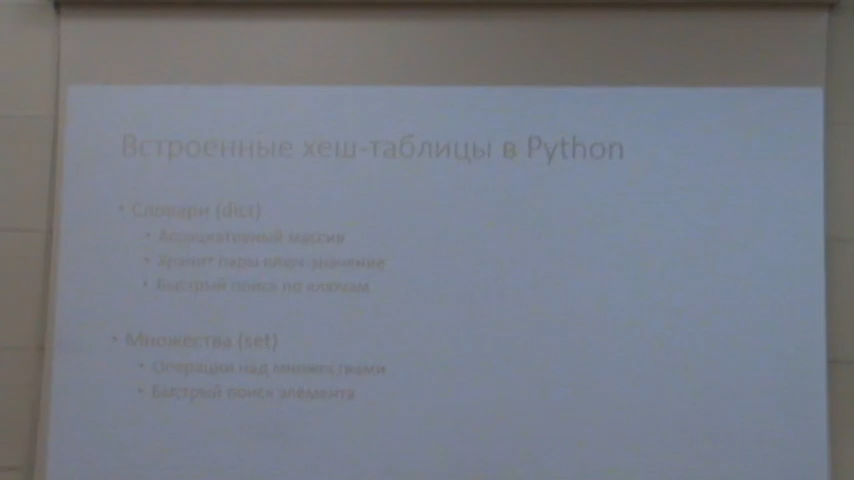 Встроенные хеш-таблицы в Python
• Словари (dict)
• Ассоциативный массив
• Хранит пары ключ-значение
• Быстрый поиск по ключам
• Множества (set)
• Операции над множествами
• Быстрый поиск элемента